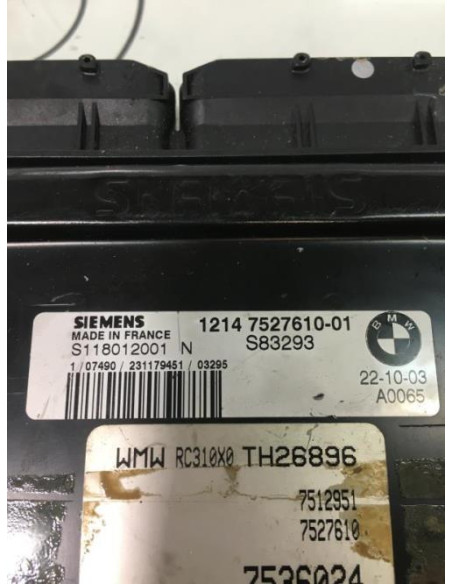 SIEMENS
SIEMENS
MADE IN FRANCE
S118012001 N
1 / 07490 / 231179451 / 03295
1214 7527610-01
S83293
BMW
22-10-03
A0065
WMW RC310X0 TH26896
7512951
7527610
7536034